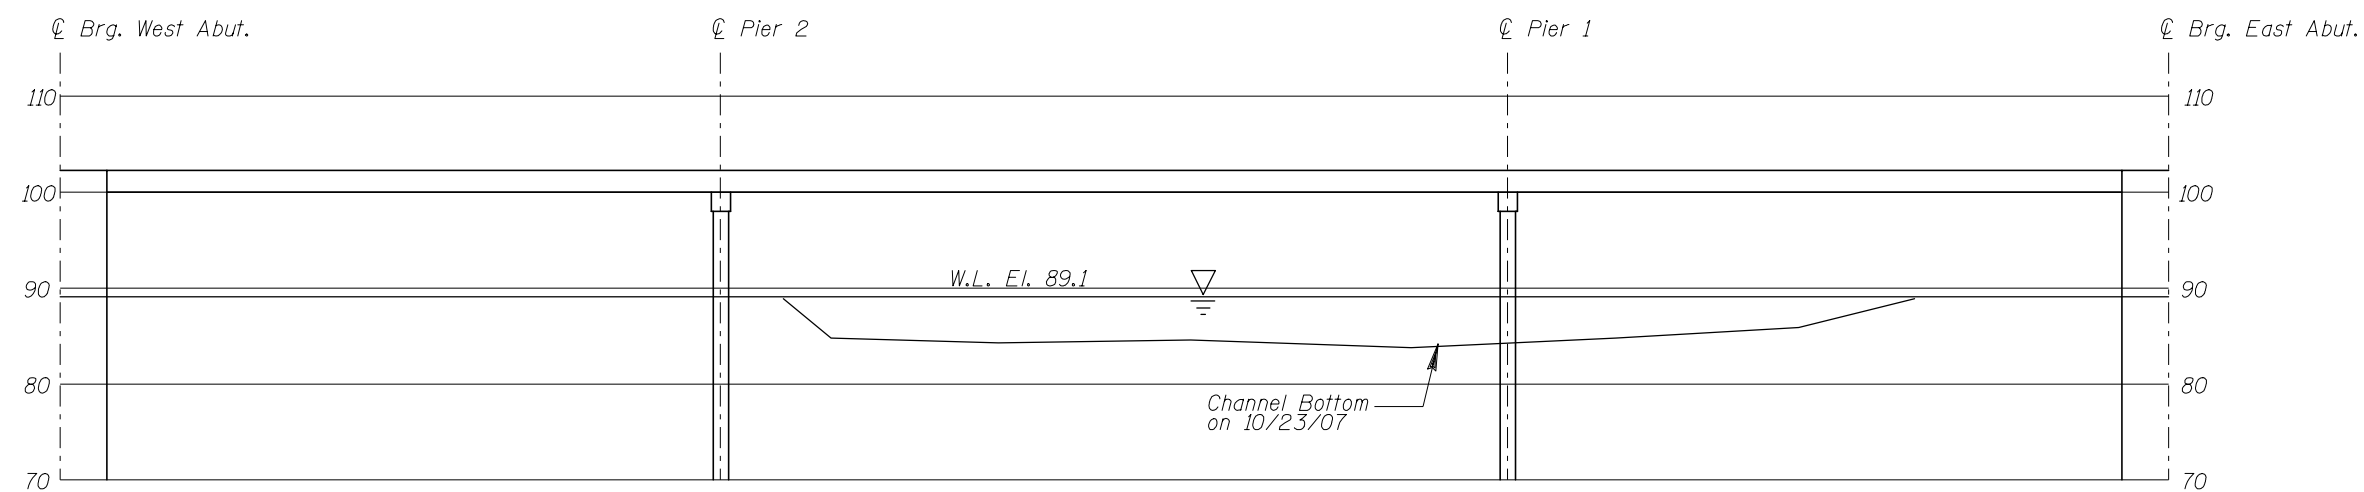 ℄ Brg. West Abut.
℄ Pier 2
℄ Pier 1
℄ Brg. East Abut.
110
110
100
100
W.L. El. 89.1
90
90
80
80
Channel Bottom
on 10/23/07
70
70